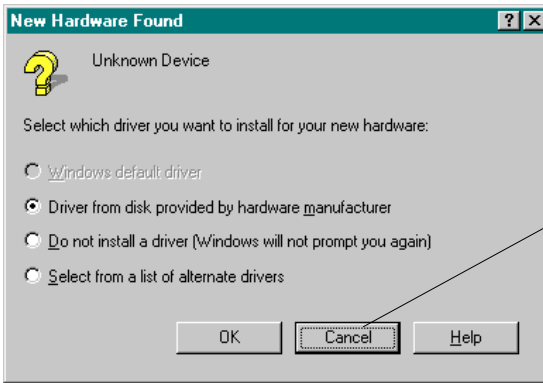 New Hardware Found
Unknown Device
Select which driver you want to install for your new hardware:
Windows default driver
Driver from disk provided by hardware manufacturer
Do not install a driver (Windows will not prompt you again)
Select from a list of alternate drivers
OK Cancel Help